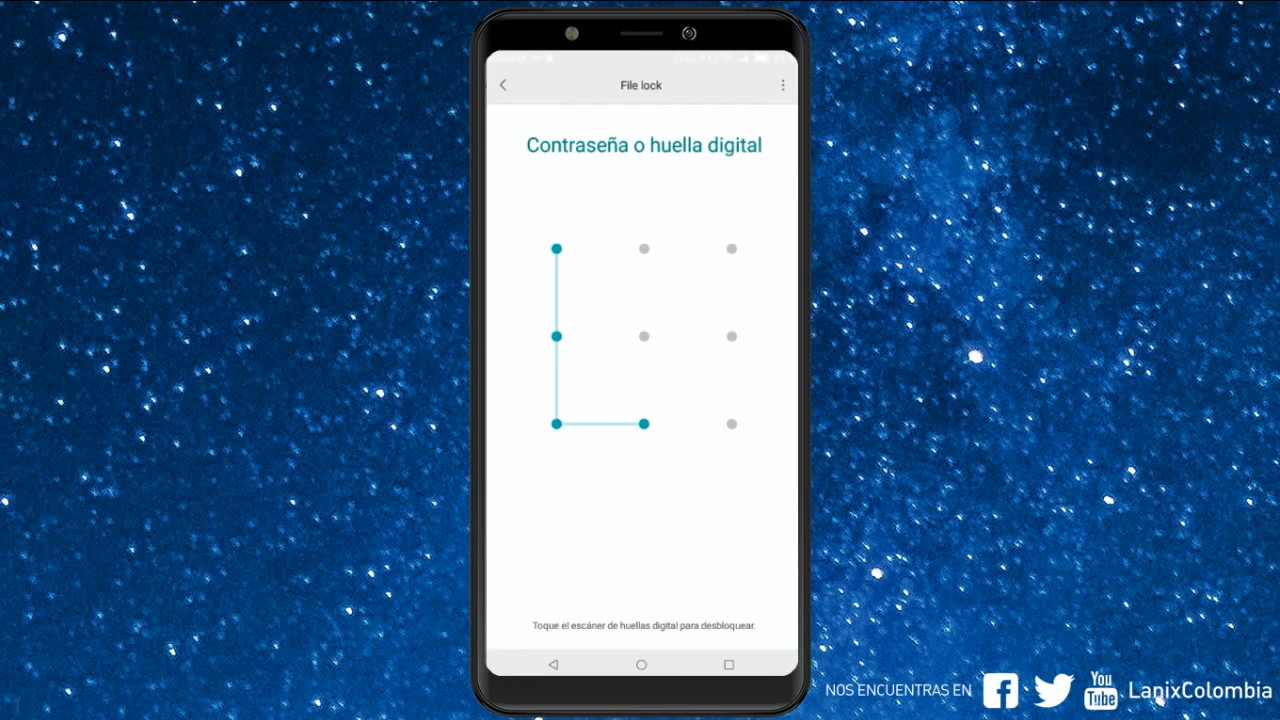 File lock
Contraseña o huella digital
Toque el escáner de huellas digital para desbloquear.
NOS ENCUENTRAS EN
You
Tube
LanixColombia